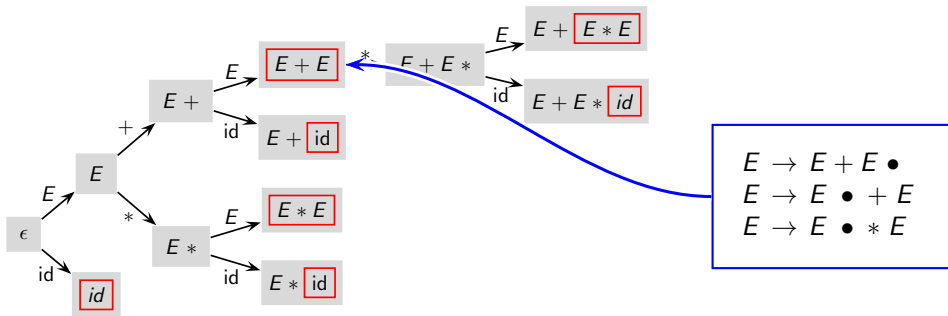 E
E + E * E
E + E
*
E + E *
E
E +
id
E + E * id
+
id
E + id
E → E + E •
E → E • + E
E → E • * E
E
E
*
E
E * E
ϵ
E *
id
id
id
E * id